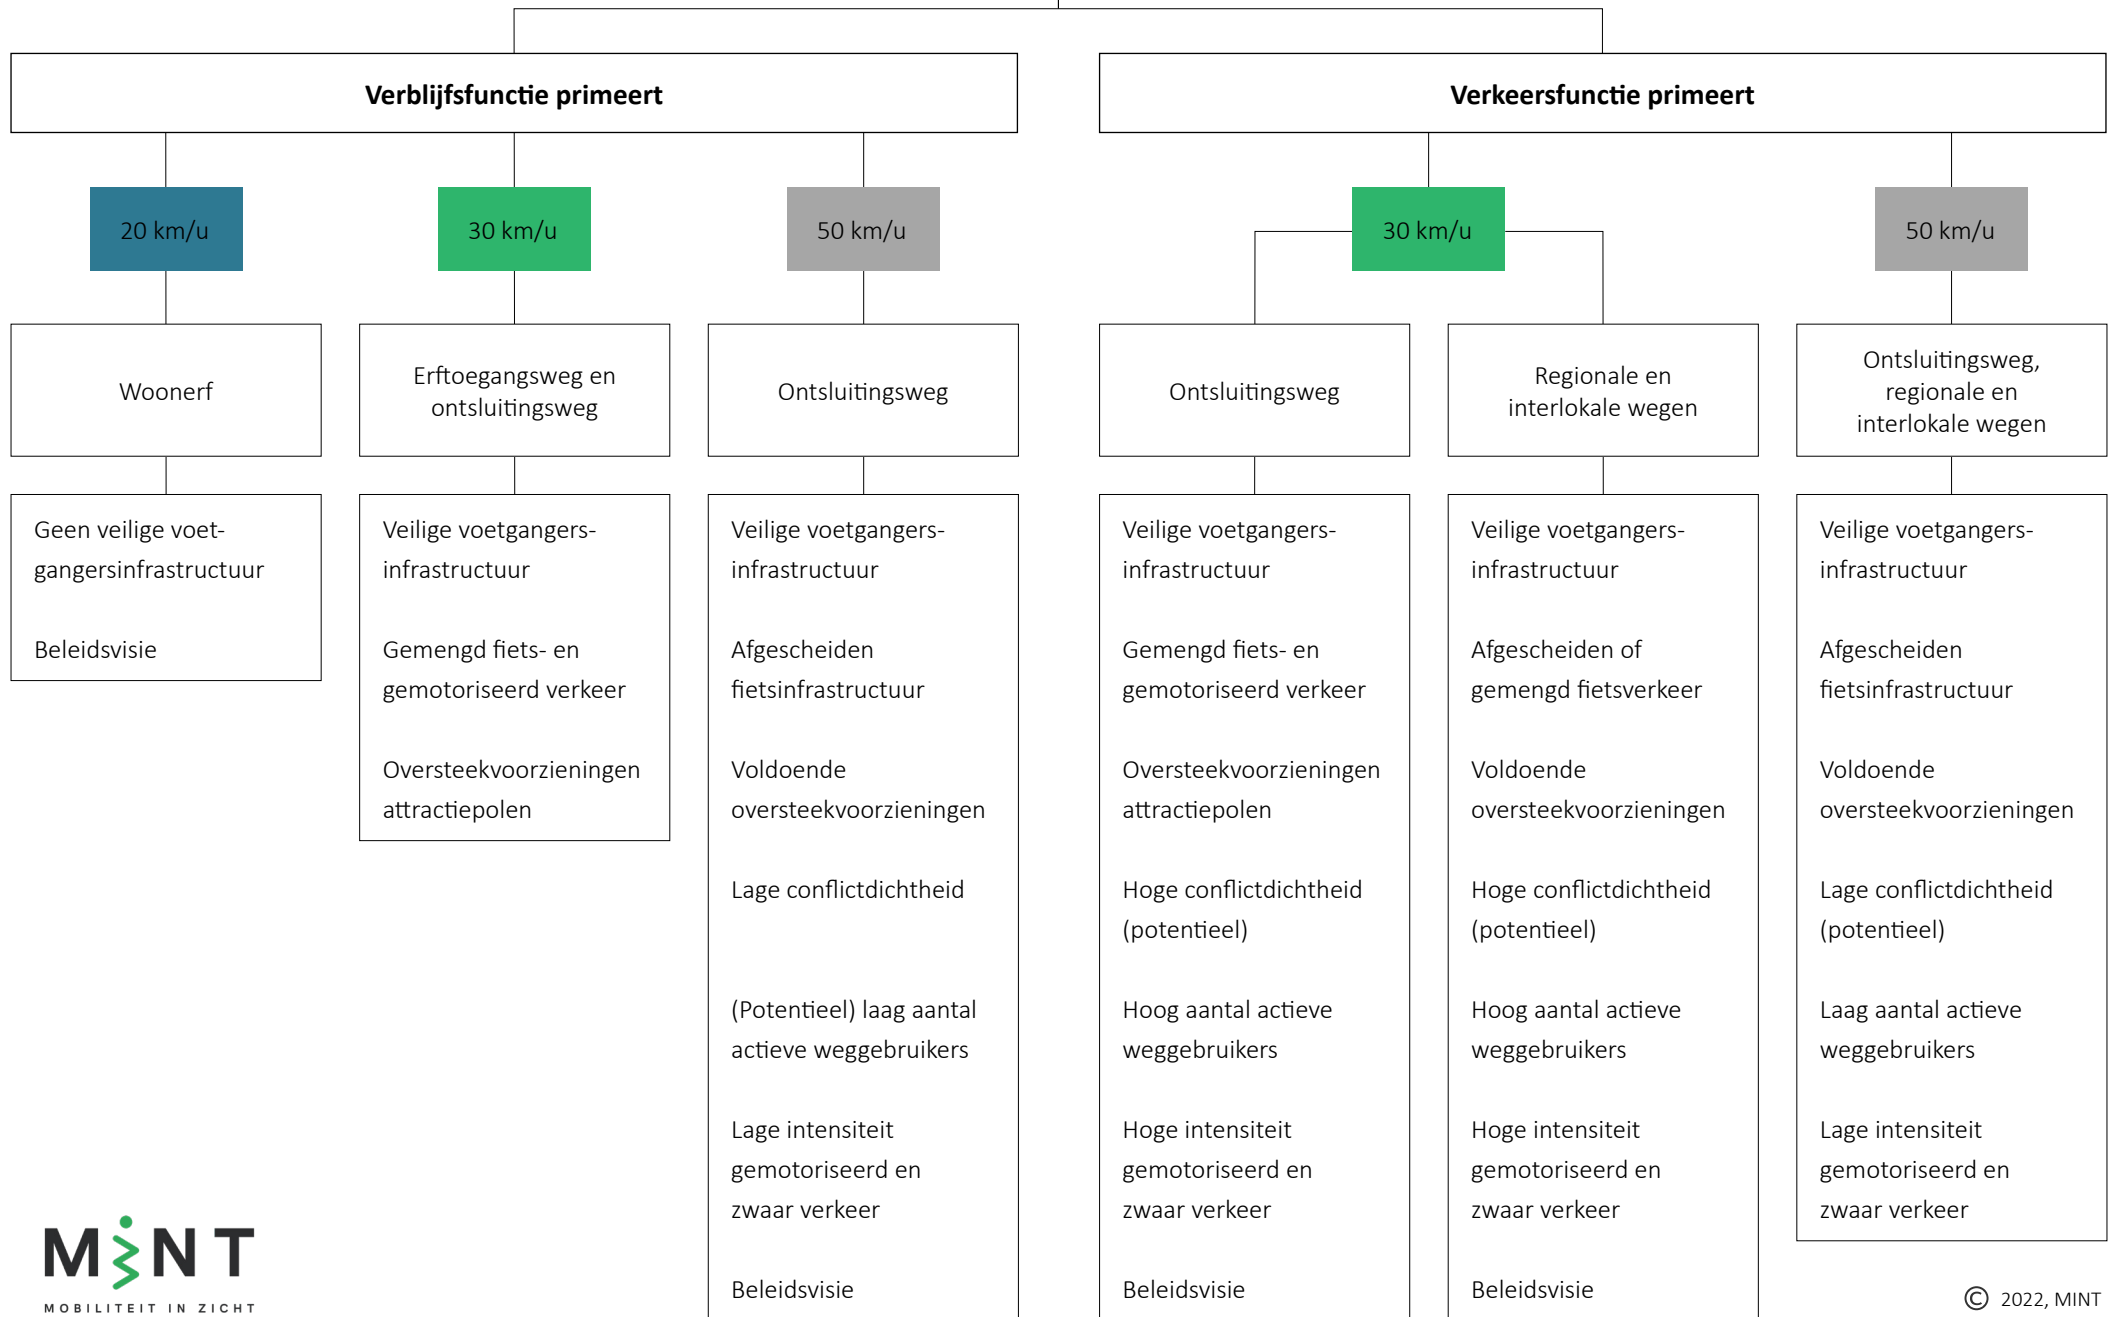 Verblijfsfunctie primeert
Verkeersfunctie primeert
20 km/u
30 km/u
50 km/u
30 km/u
50 km/u
Woonerf
Erftoegangsweg en
ontsluitingsweg
Ontsluitingsweg
Ontsluitingsweg
Regionale en
interlokale wegen
Ontsluitingsweg,
regionale en
interlokale wegen
Geen veilige voet-
gangersinfrastructuur
Beleidsvisie
Veilige voetgangers-
infrastructuur
Gemengd fiets- en
gemotoriseerd verkeer
Oversteekvoorzieningen
attractiepolen
Veilige voetgangers-
infrastructuur
Afgescheiden
fietsinfrastructuur
Voldoende
oversteekvoorzieningen
Lage conflictdichtheid
(Potentieel) laag aantal
actieve weggebruikers
Lage intensiteit
gemotoriseerd en
zwaar verkeer
Beleidsvisie
Veilige voetgangers-
infrastructuur
Gemengd fiets- en
gemotoriseerd verkeer
Oversteekvoorzieningen
attractiepolen
Hoge conflictdichtheid
(potentieel)
Hoog aantal actieve
weggebruikers
Hoge intensiteit
gemotoriseerd en
zwaar verkeer
Beleidsvisie
Veilige voetgangers-
infrastructuur
Afgescheiden of
gemengd fietsverkeer
Voldoende
oversteekvoorzieningen
Hoge conflictdichtheid
(potentieel)
Hoog aantal actieve
weggebruikers
Hoge intensiteit
gemotoriseerd en
zwaar verkeer
Beleidsvisie
Veilige voetgangers-
infrastructuur
Afgescheiden
fietsinfrastructuur
Voldoende
oversteekvoorzieningen
Lage conflictdichtheid
(potentieel)
Laag aantal actieve
weggebruikers
Lage intensiteit
gemotoriseerd en
zwaar verkeer
MINT
MOBILITEIT IN ZICHT
© 2022, MINT